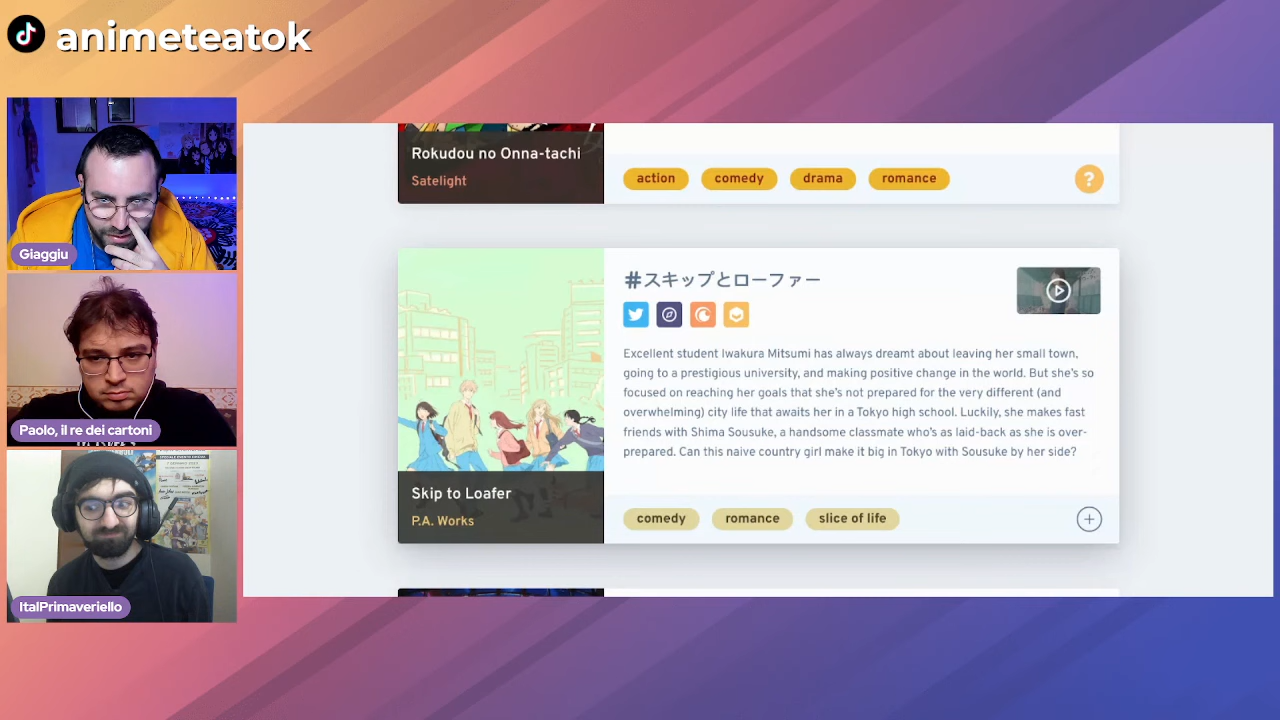 animeteatok
Giaggiu
Paolo, il re dei cartoni
ItalPrimaveriello
Rokudou no Onna-tachi
Satelight
action
comedy
drama
romance
?
#スキップとローファー
Excellent student Iwakura Mitsumi has always dreamt about leaving her small town,
going to a prestigious university, and making positive change in the world. But she's so
focused on reaching her goals that she's not prepared for the very different (and
overwhelming) city life that awaits her in a Tokyo high school. Luckily, she makes fast
friends with Shima Sousuke, a handsome classmate who's as laid-back as she is over-
prepared. Can this naive country girl make it big in Tokyo with Sousuke by her side?
Skip to Loafer
P.A. Works
comedy
romance
slice of life